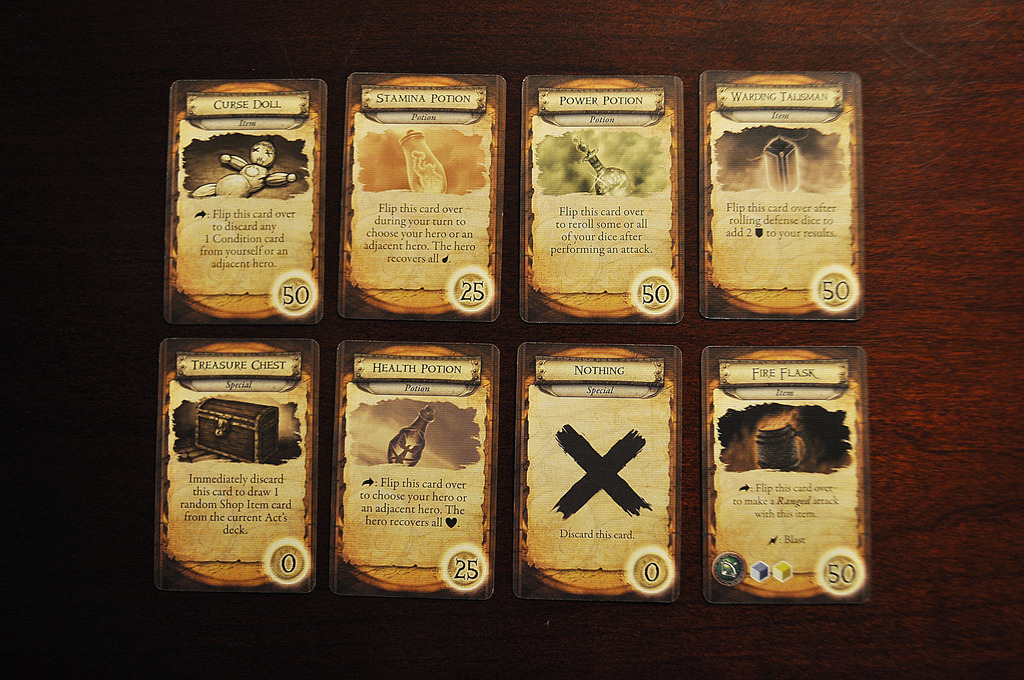 CURSE DOLL
Item
: Flip this card over
to discard any
1 Condition card
from yourself or an
adjacent hero.
50
STAMINA POTION
Potion
Flip this card over
during your turn to
choose your hero or an
adjacent hero. The hero
recovers all .
25
POWER POTION
Potion
Flip this card over
to reroll some or all
of your dice after
performing an attack.
50
WARDING TALISMAN
Item
Flip this card over after
rolling defense dice to
add 2 to your results.
50
TREASURE CHEST
Special
Immediately discard
this card to draw 1
random Shop Item card
from the current Act's
deck.
0
HEALTH POTION
Potion
: Flip this card over
to choose your hero or
an adjacent hero. The
hero recovers all
25
NOTHING
Special
Discard this card.
0
FIRE FLASK
Item
: Flip this card over
to make a Ranged attack
with this item.
: Blast
50